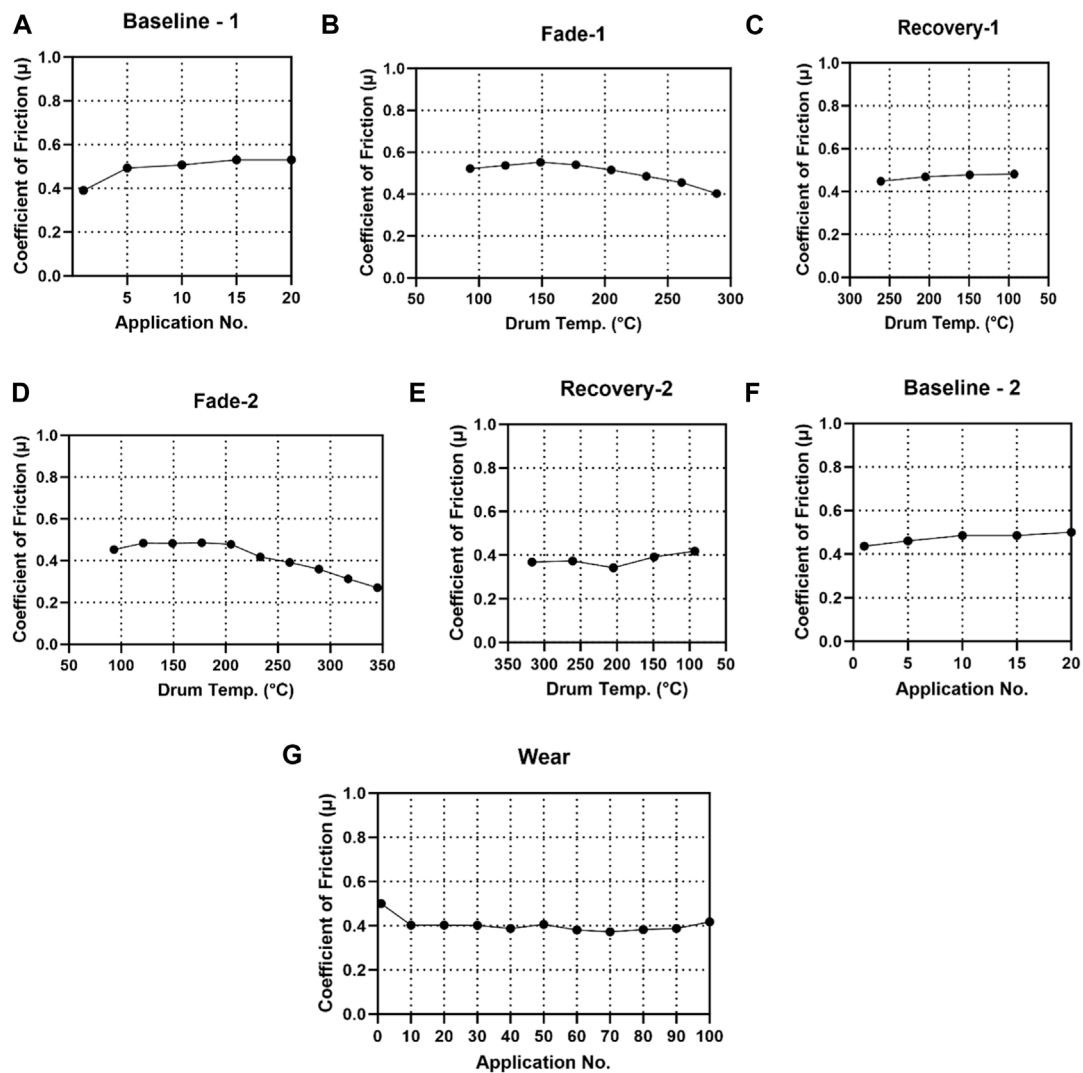 A
Baseline - 1
Coefficient of Friction (µ)
1.0
0.8
0.6
0.4
0.2
0.0
5 10 15 20
Application No.
B
Fade-1
Coefficient of Friction (µ)
1.0
0.8
0.6
0.4
0.2
0.0
50 100 150 200 250 300
Drum Temp. (°C)
C
Recovery-1
Coefficient of Friction (µ)
1.0
0.8
0.6
0.4
0.2
0.0
300 250 200 150 100 50
Drum Temp. (°C)
D
Fade-2
Coefficient of Friction (µ)
1.0
0.8
0.6
0.4
0.2
0.0
50 100 150 200 250 300 350
Drum Temp. (°C)
E
Recovery-2
Coefficient of Friction (µ)
1.0
0.8
0.6
0.4
0.2
0.0
350 300 250 200 150 100 50
Drum Temp. (°C)
F
Baseline - 2
Coefficient of Friction (µ)
1.0
0.8
0.6
0.4
0.2
0.0
0 5 10 15 20
Application No.
G
Wear
Coefficient of Friction (µ)
1.0
0.8
0.6
0.4
0.2
0.0
0 10 20 30 40 50 60 70 80 90 100
Application No.